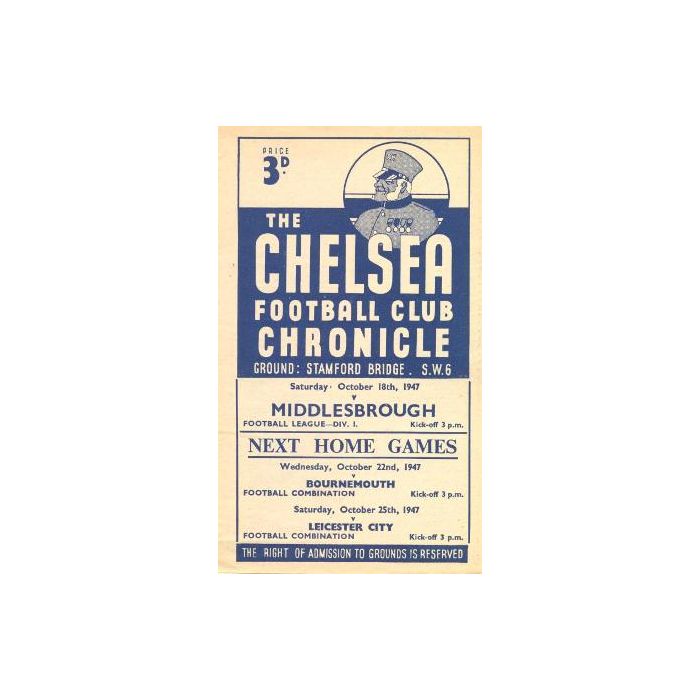 PRICE
3D.
THE
CHELSEA
FOOTBALL CLUB
CHRONICLE
GROUND: STAMFORD BRIDGE. S.W.6
Saturday · October 18th, 1947
v
MIDDLESBROUGH
FOOTBALL LEAGUE—DIV. I. Kick-off 3 p.m.
NEXT HOME GAMES
Wednesday, October 22nd, 1947
v
BOURNEMOUTH
FOOTBALL COMBINATION Kick-off 3 p.m.
Saturday, October 25th, 1947
v
LEICESTER CITY
FOOTBALL COMBINATION Kick-off 3 p.m.
THE RIGHT OF ADMISSION TO GROUNDS IS RESERVED